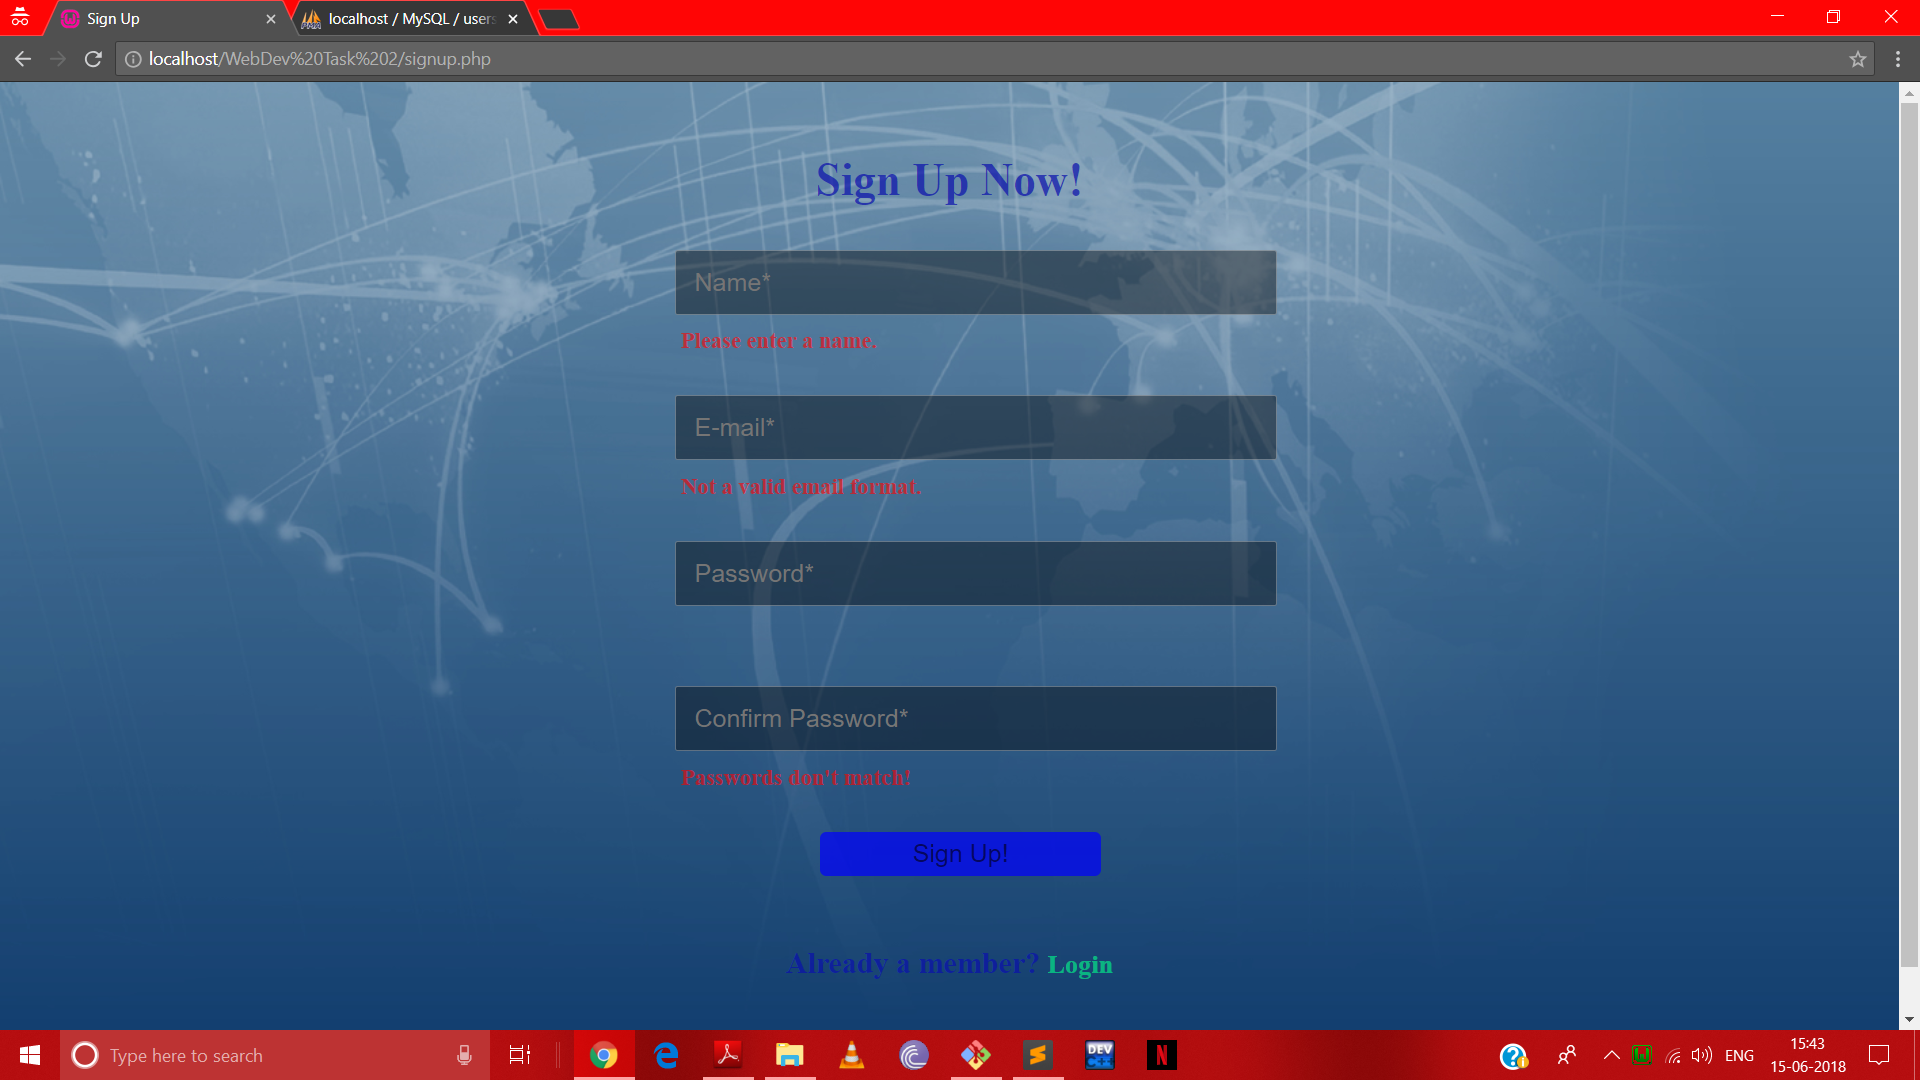 Sign Up
localhost / MySQL / users
localhost/WebDev%20Task%202/signup.php
Sign Up Now!
Name*
Please enter a name.
E-mail*
Not a valid email format.
Password*
Confirm Password*
Passwords don't match!
Sign Up!
Already a member? Login
Type here to search
DEV
C++
N
ENG
15:43
15-06-2018